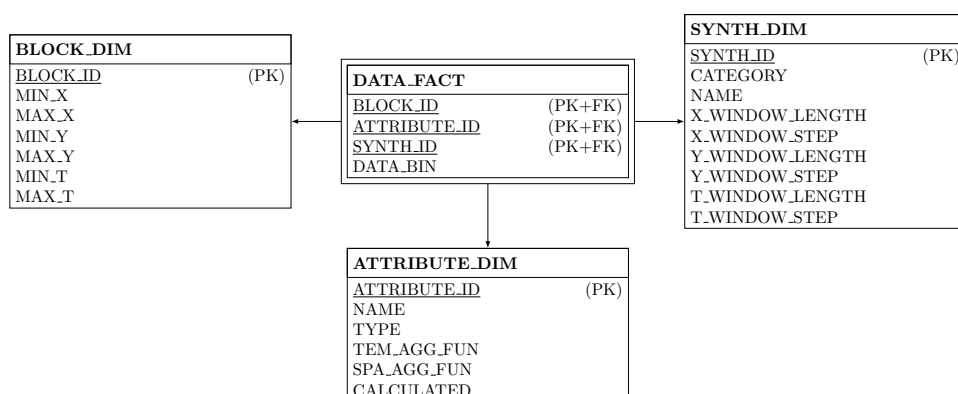 BLOCK_DIM
BLOCK_ID (PK)
MIN_X
MAX_X
MIN_Y
MAX_Y
MIN_T
MAX_T
DATA_FACT
BLOCK_ID (PK+FK)
ATTRIBUTE_ID (PK+FK)
SYNTH_ID (PK+FK)
DATA_BIN
SYNTH_DIM
SYNTH_ID (PK)
CATEGORY
NAME
X_WINDOW_LENGTH
X_WINDOW_STEP
Y_WINDOW_LENGTH
Y_WINDOW_STEP
T_WINDOW_LENGTH
T_WINDOW_STEP
ATTRIBUTE_DIM
ATTRIBUTE_ID (PK)
NAME
TYPE
TEM_AGG_FUN
SPA_AGG_FUN
CALCULATED